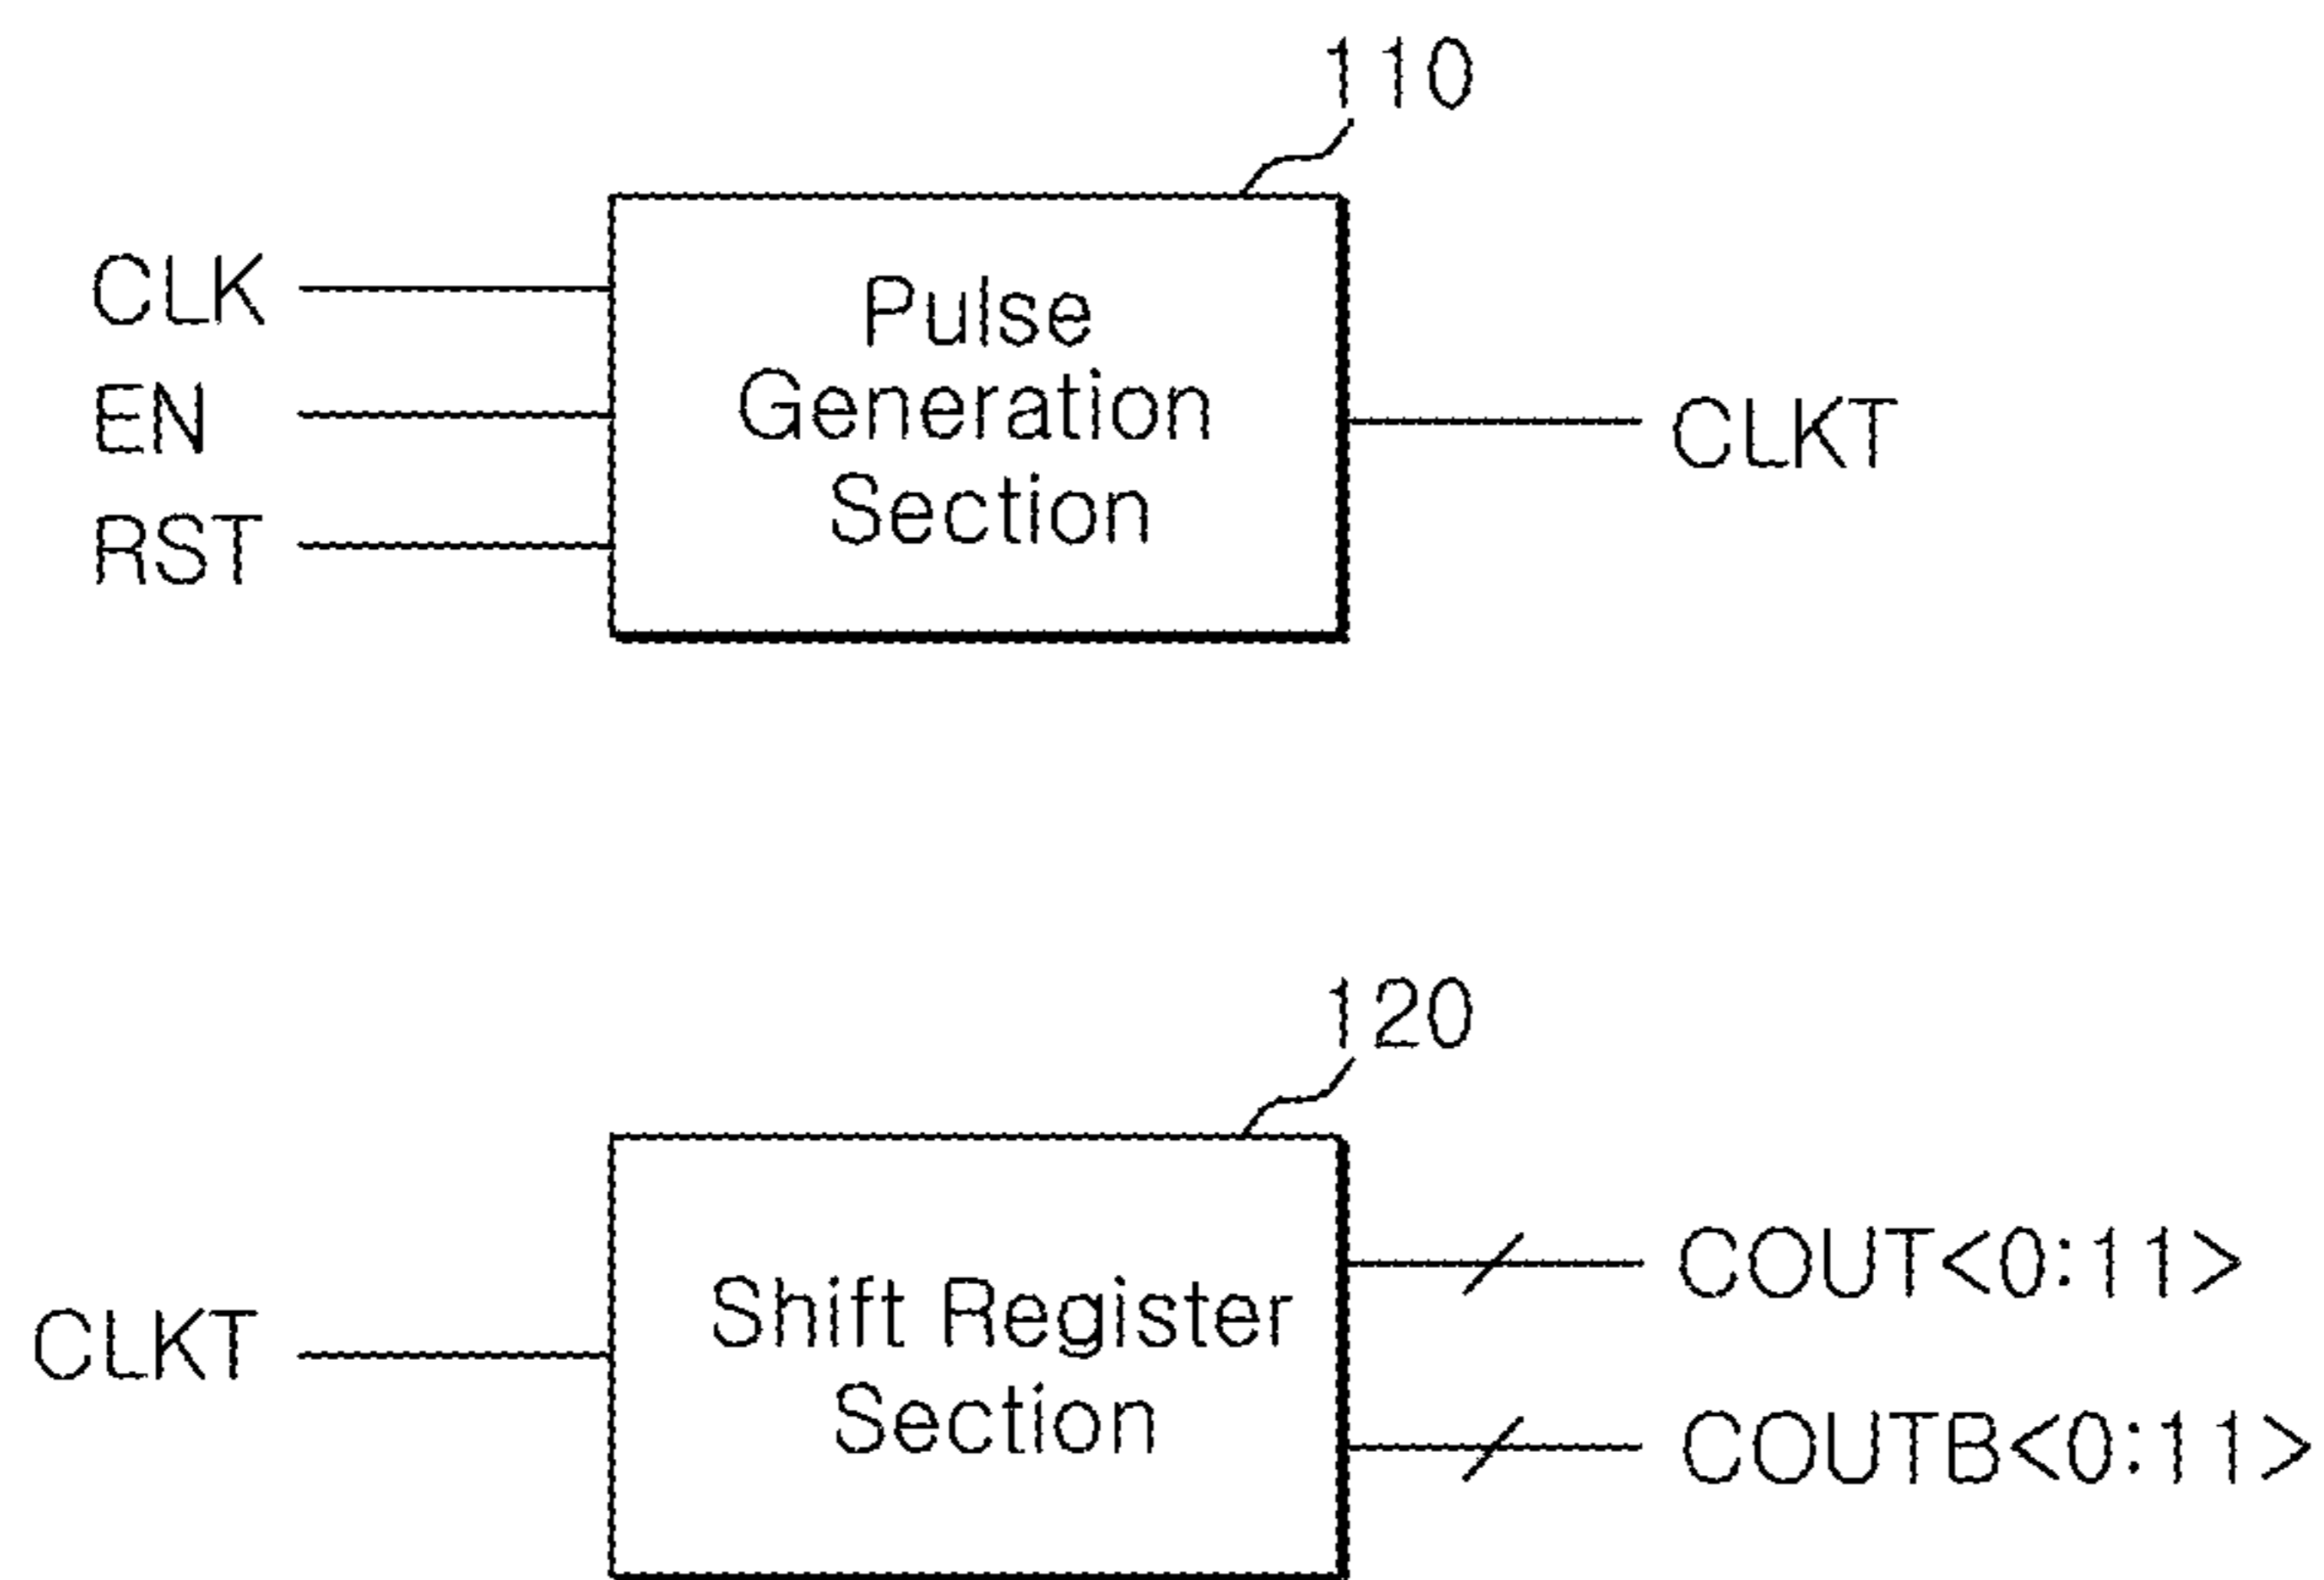 110
CLK
EN
RST
Pulse
Generation
Section
CLKT
120
CLKT
Shift Register
Section
COUT<0:11>
COUTB<0:11>